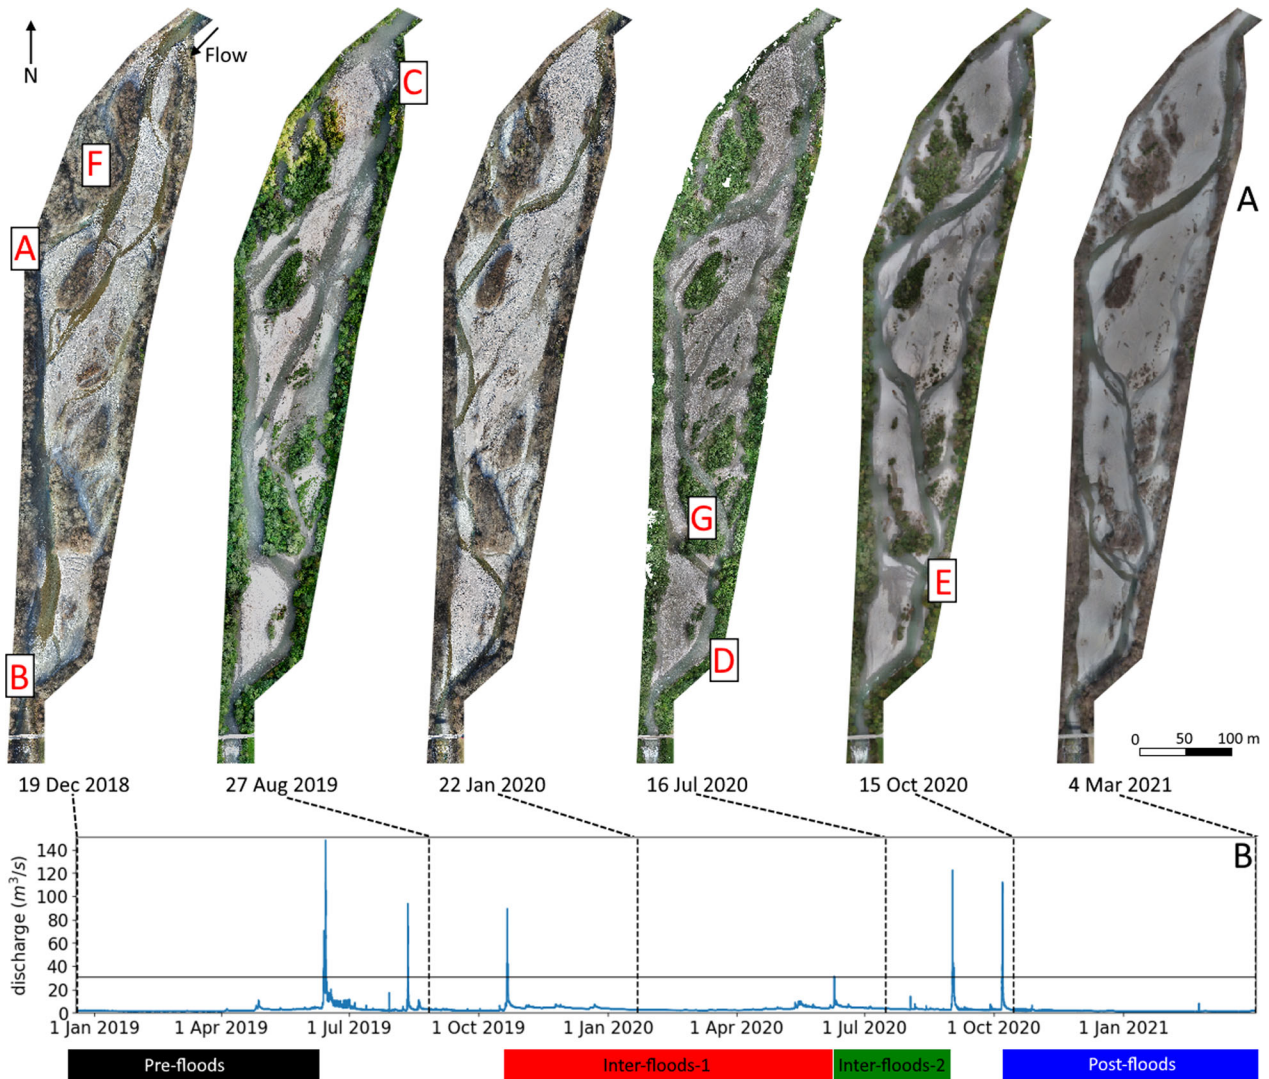 N
Flow
C
F
A
A
G
E
D
B
0 50 100 m
19 Dec 2018 27 Aug 2019 22 Jan 2020 16 Jul 2020 15 Oct 2020 4 Mar 2021
B
discharge (m³/s)
140
120
100
80
60
40
20
0
1 Jan 2019 1 Apr 2019 1 Jul 2019 1 Oct 2019 1 Jan 2020 1 Apr 2020 1 Jul 2020 1 Oct 2020 1 Jan 2021
Pre-floods Inter-floods-1 Inter-floods-2 Post-floods